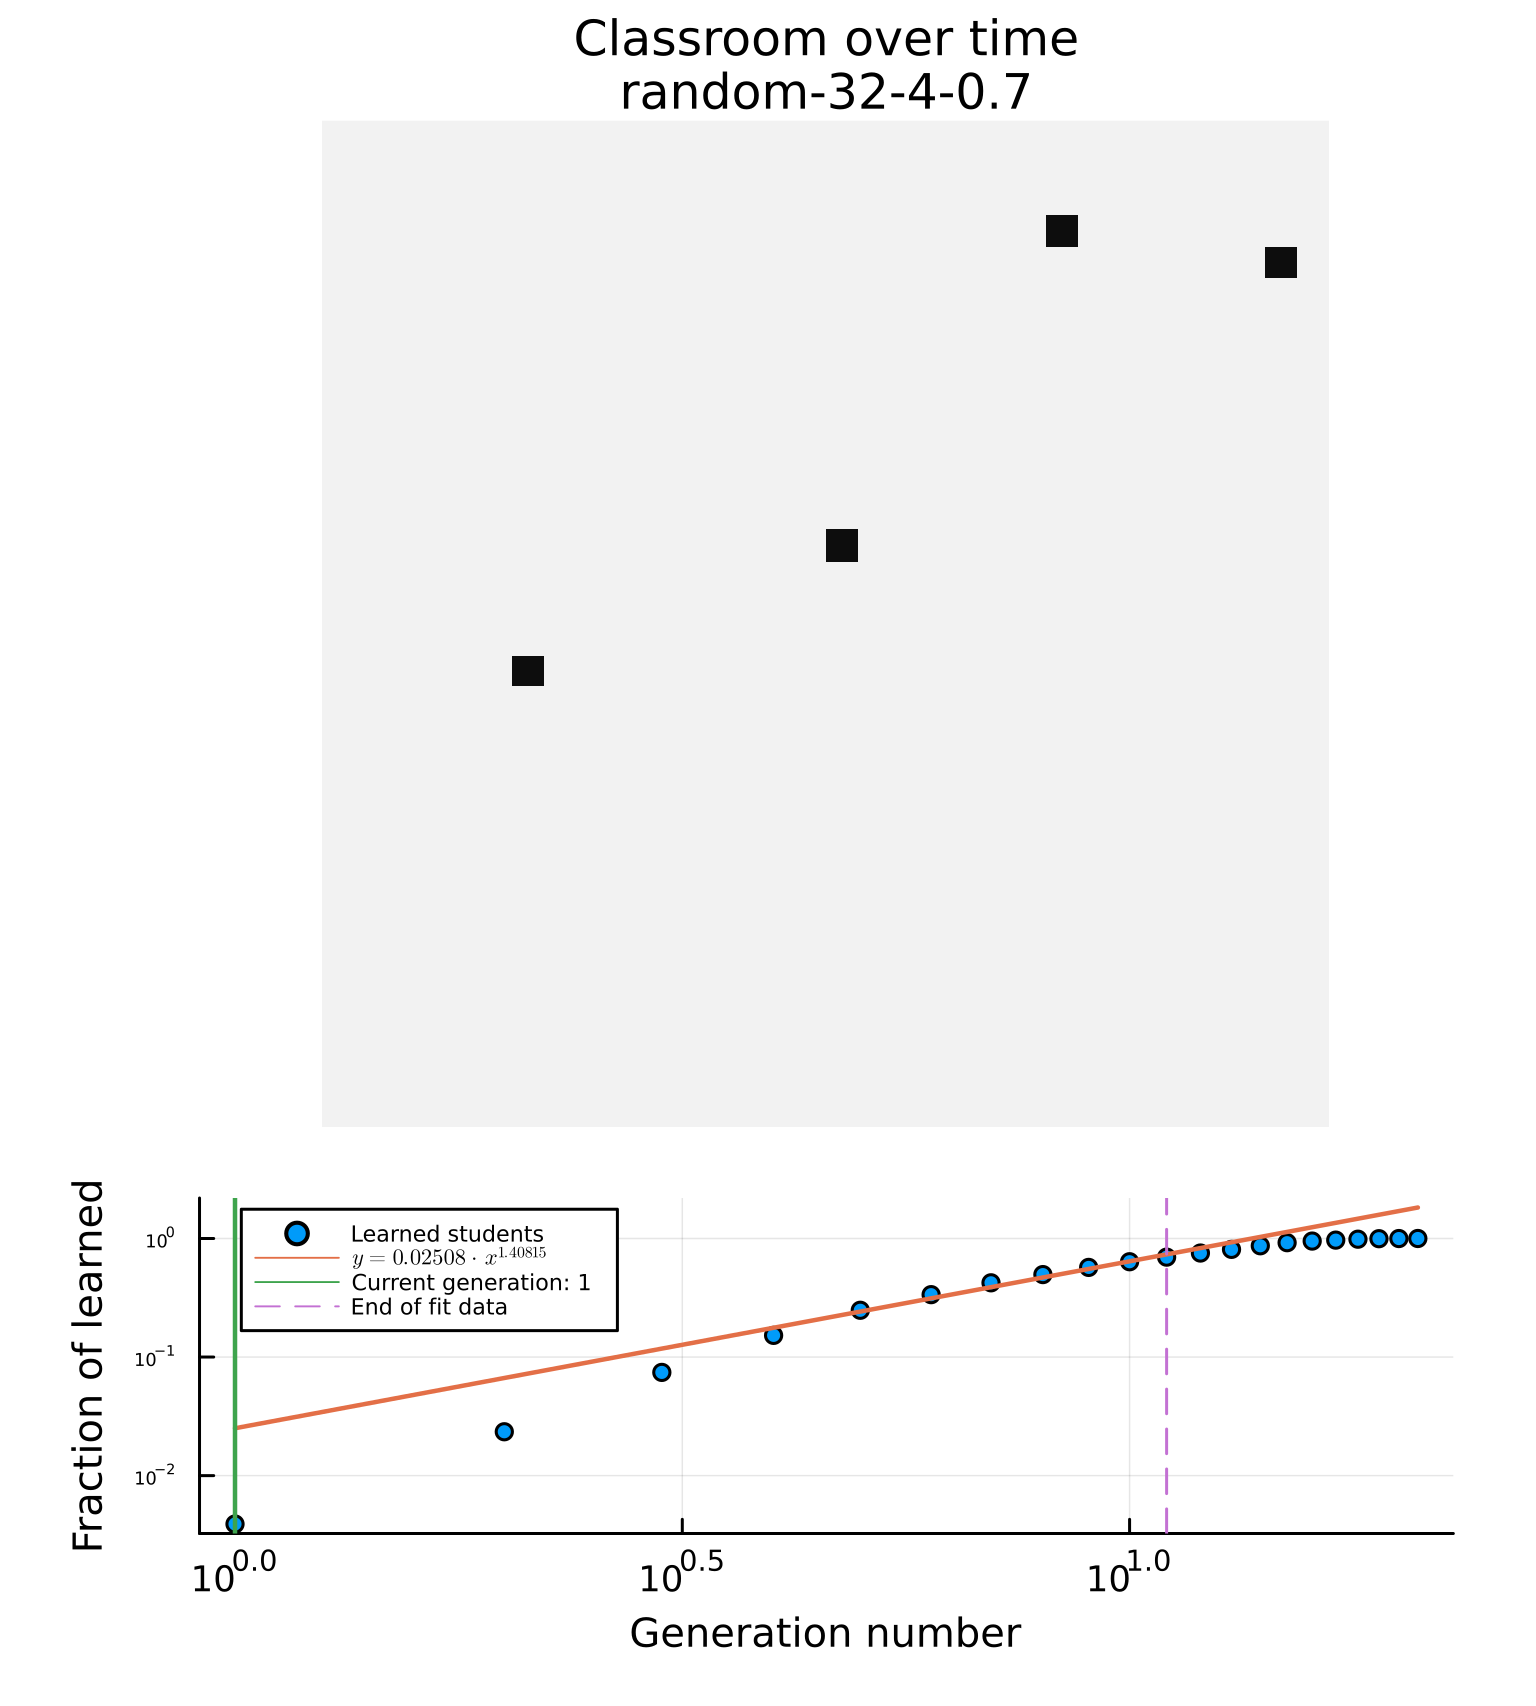 Classroom over time
random-32-4-0.7
Fraction of learned
10⁰
10⁻¹
10⁻²
Learned students
y = 0.02508 · x^1.40815
Current generation: 1
End of fit data
10^0.0
10^0.5
10^1.0
Generation number